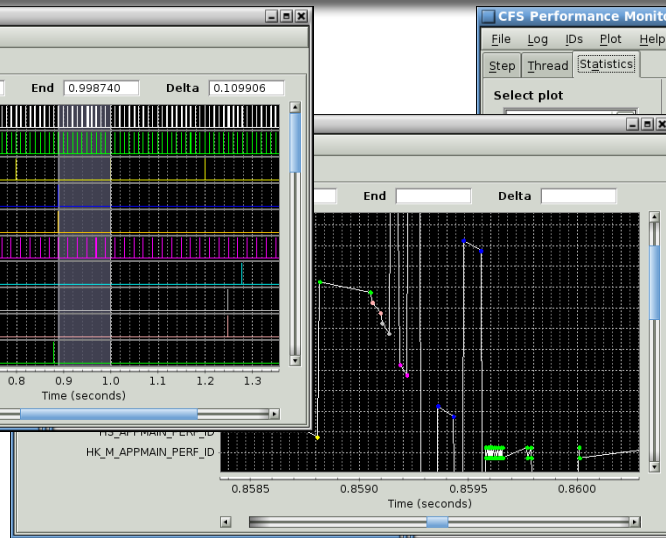 CFS Performance Monito
File Log IDs Plot Help
Step Thread Statistics
Select plot
End 0.998740 Delta 0.109906
End Delta
0.8 0.9 1.0 1.1 1.2 1.3
Time (seconds)
HS_APPMAIN_PERF_ID
HK_M_APPMAIN_PERF_ID
0.8585 0.8590 0.8595 0.8600
Time (seconds)